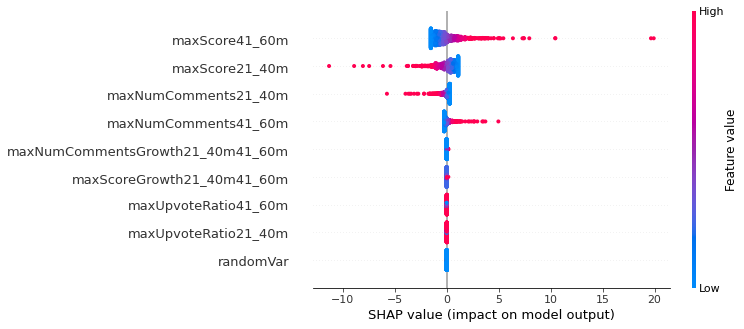 High
maxScore41_60m
maxScore21_40m
maxNumComments21_40m
maxNumComments41_60m
maxNumCommentsGrowth21_40m41_60m
maxScoreGrowth21_40m41_60m
maxUpvoteRatio41_60m
maxUpvoteRatio21_40m
randomVar
Feature value
Low
−10 −5 0 5 10 15 20
SHAP value (impact on model output)